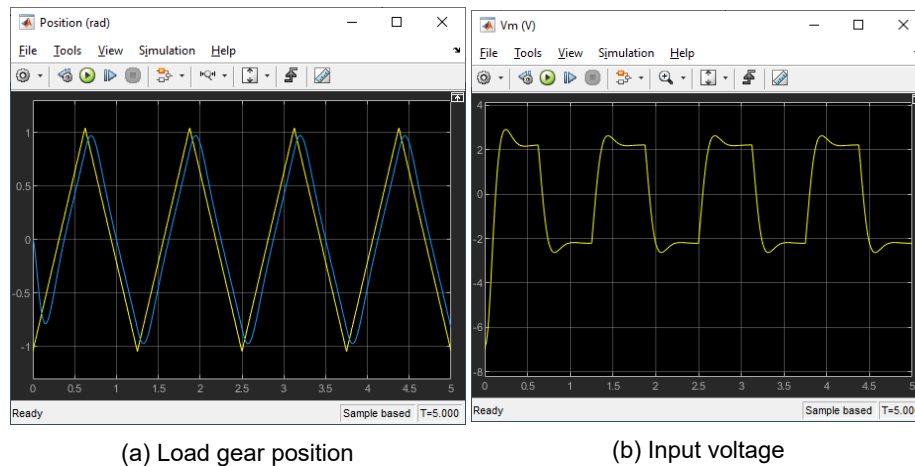 Position (rad)
File Tools View Simulation Help
1
0.5
0
-0.5
-1
0 0.5 1 1.5 2 2.5 3 3.5 4 4.5 5
Ready Sample based T=5.000
(a) Load gear position
Vm (V)
File Tools View Simulation Help
4
2
0
-2
-4
-6
-8
0 0.5 1 1.5 2 2.5 3 3.5 4 4.5 5
Ready Sample based T=5.00
(b) Input voltage